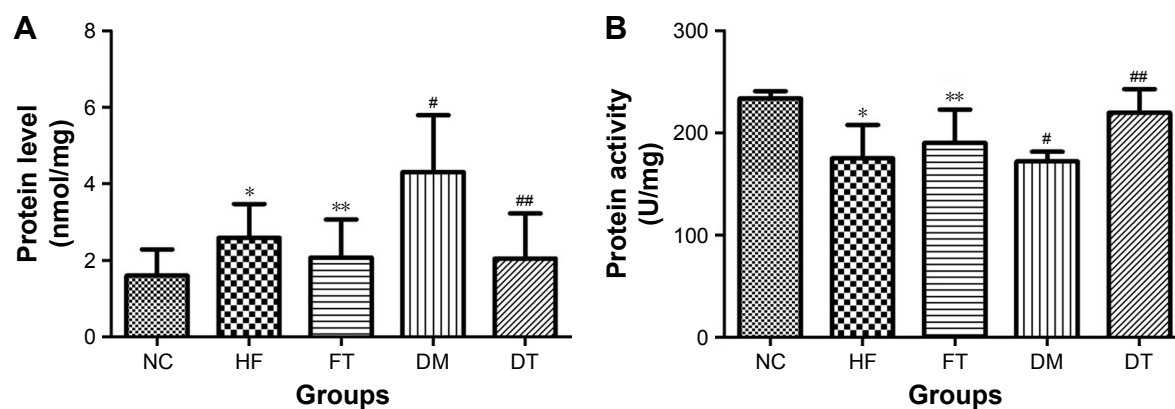 A
Protein level
(nmol/mg)
8
6
4
2
0
*
**
#
##
NC HF FT DM DT
Groups
B
Protein activity
(U/mg)
300
200
100
0
*
**
#
##
NC HF FT DM DT
Groups